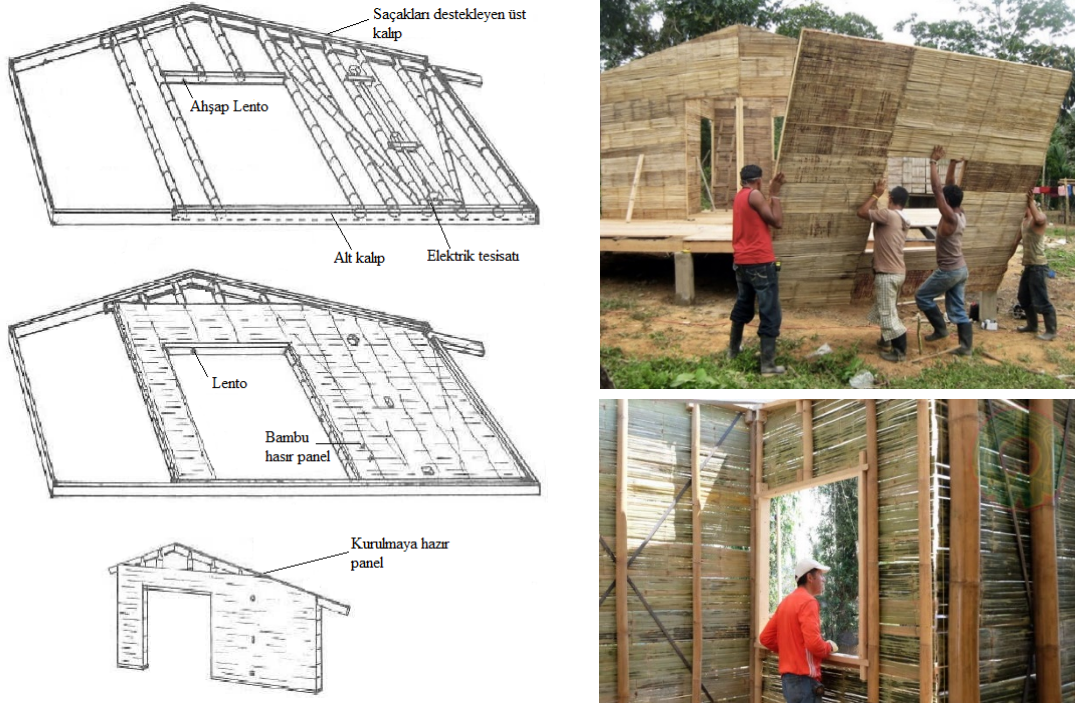 Saçakları destekleyen üst
kalıp
Ahşap Lento
Alt kalıp
Elektrik tesisatı
Lento
Bambu
hasır panel
Kurulmaya hazır
panel